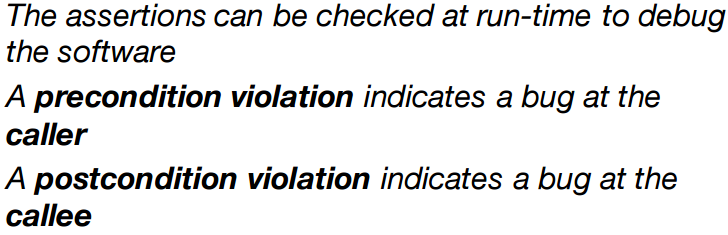 The assertions can be checked at run-time to debug
the software
A precondition violation indicates a bug at the
caller
A postcondition violation indicates a bug at the
callee